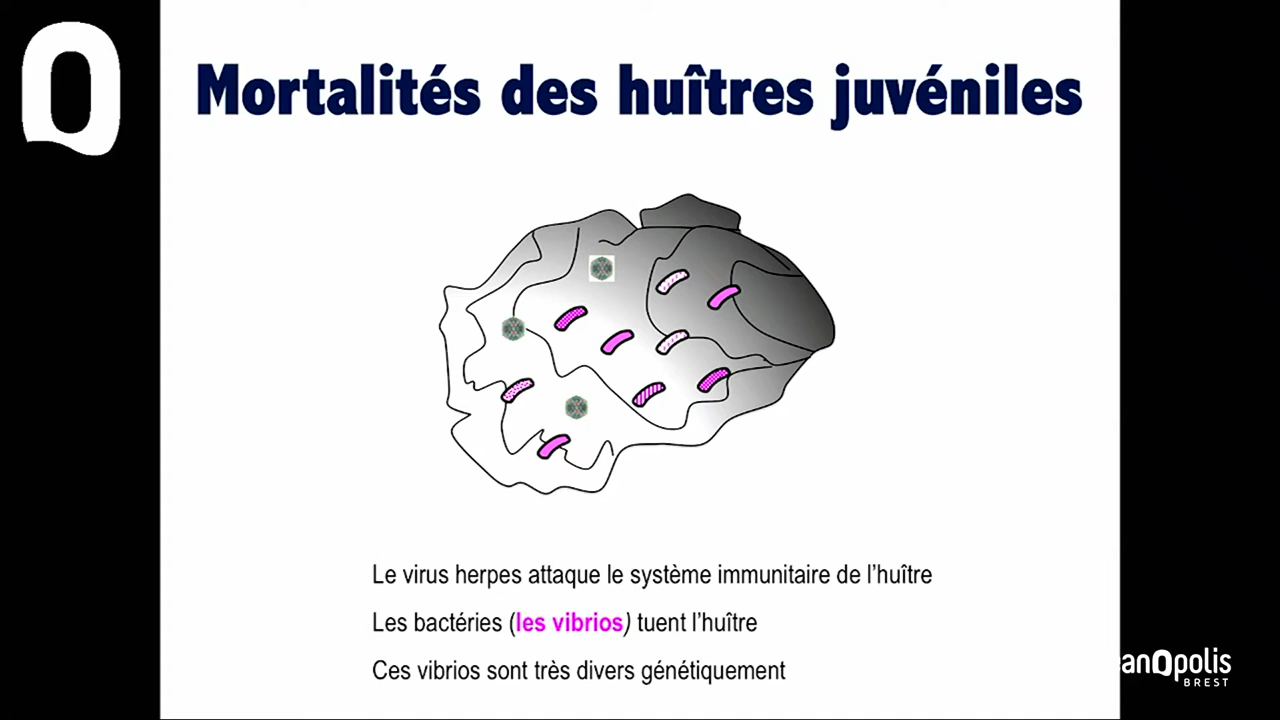 Mortalités des huîtres juvéniles
Le virus herpes attaque le système immunitaire de l'huître
Les bactéries (les vibrios) tuent l'huître
Ces vibrios sont très divers génétiquement
anOpolis
BREST